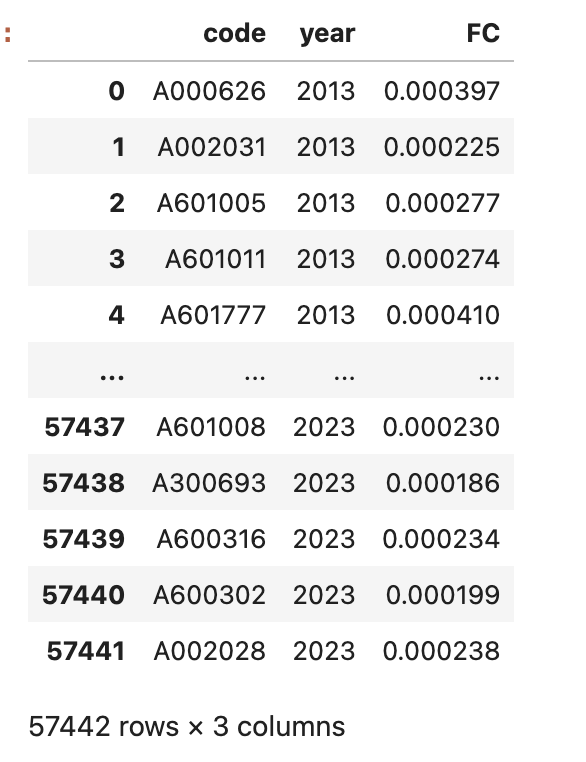 :
code year FC
0 A000626 2013 0.000397
1 A002031 2013 0.000225
2 A601005 2013 0.000277
3 A601011 2013 0.000274
4 A601777 2013 0.000410
... ... ... ...
57437 A601008 2023 0.000230
57438 A300693 2023 0.000186
57439 A600316 2023 0.000234
57440 A600302 2023 0.000199
57441 A002028 2023 0.000238
57442 rows × 3 columns